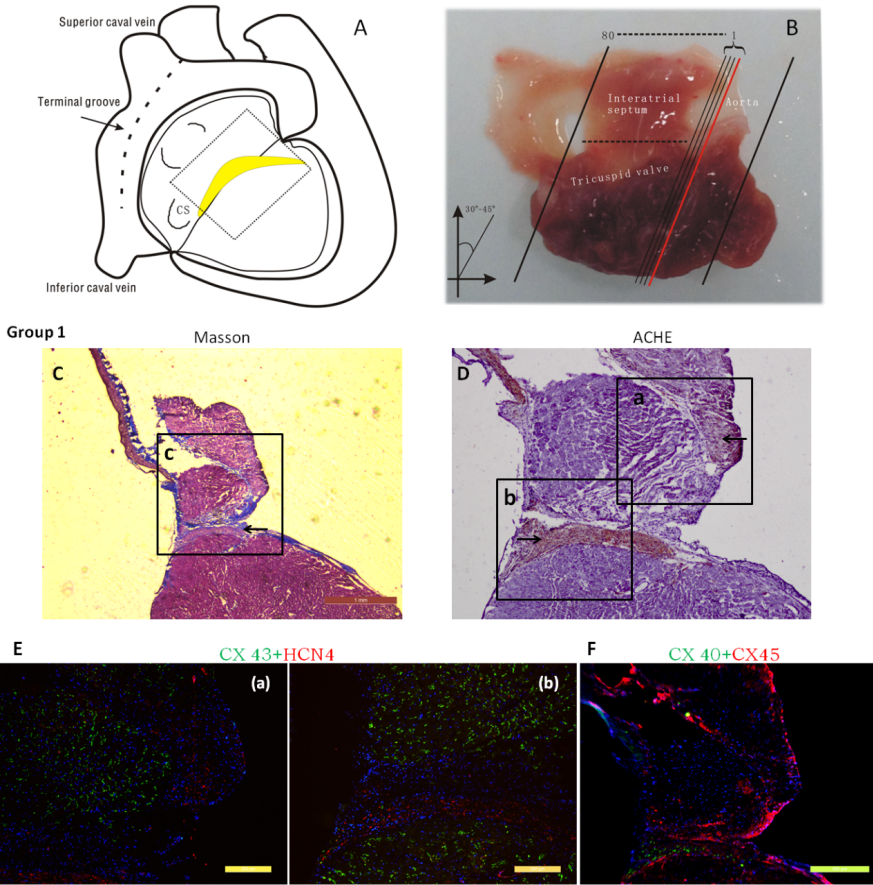 Superior caval vein
A
Terminal groove
CS
Inferior caval vein
B
80
1
Interatrial
septum
Aorta
Tricuspid valve
30°-45°
Group 1
Masson
ACHE
C
c
1 mm
D
a
b
E
CX 43+HCN4
(a)
(b)
F
CX 40+CX45